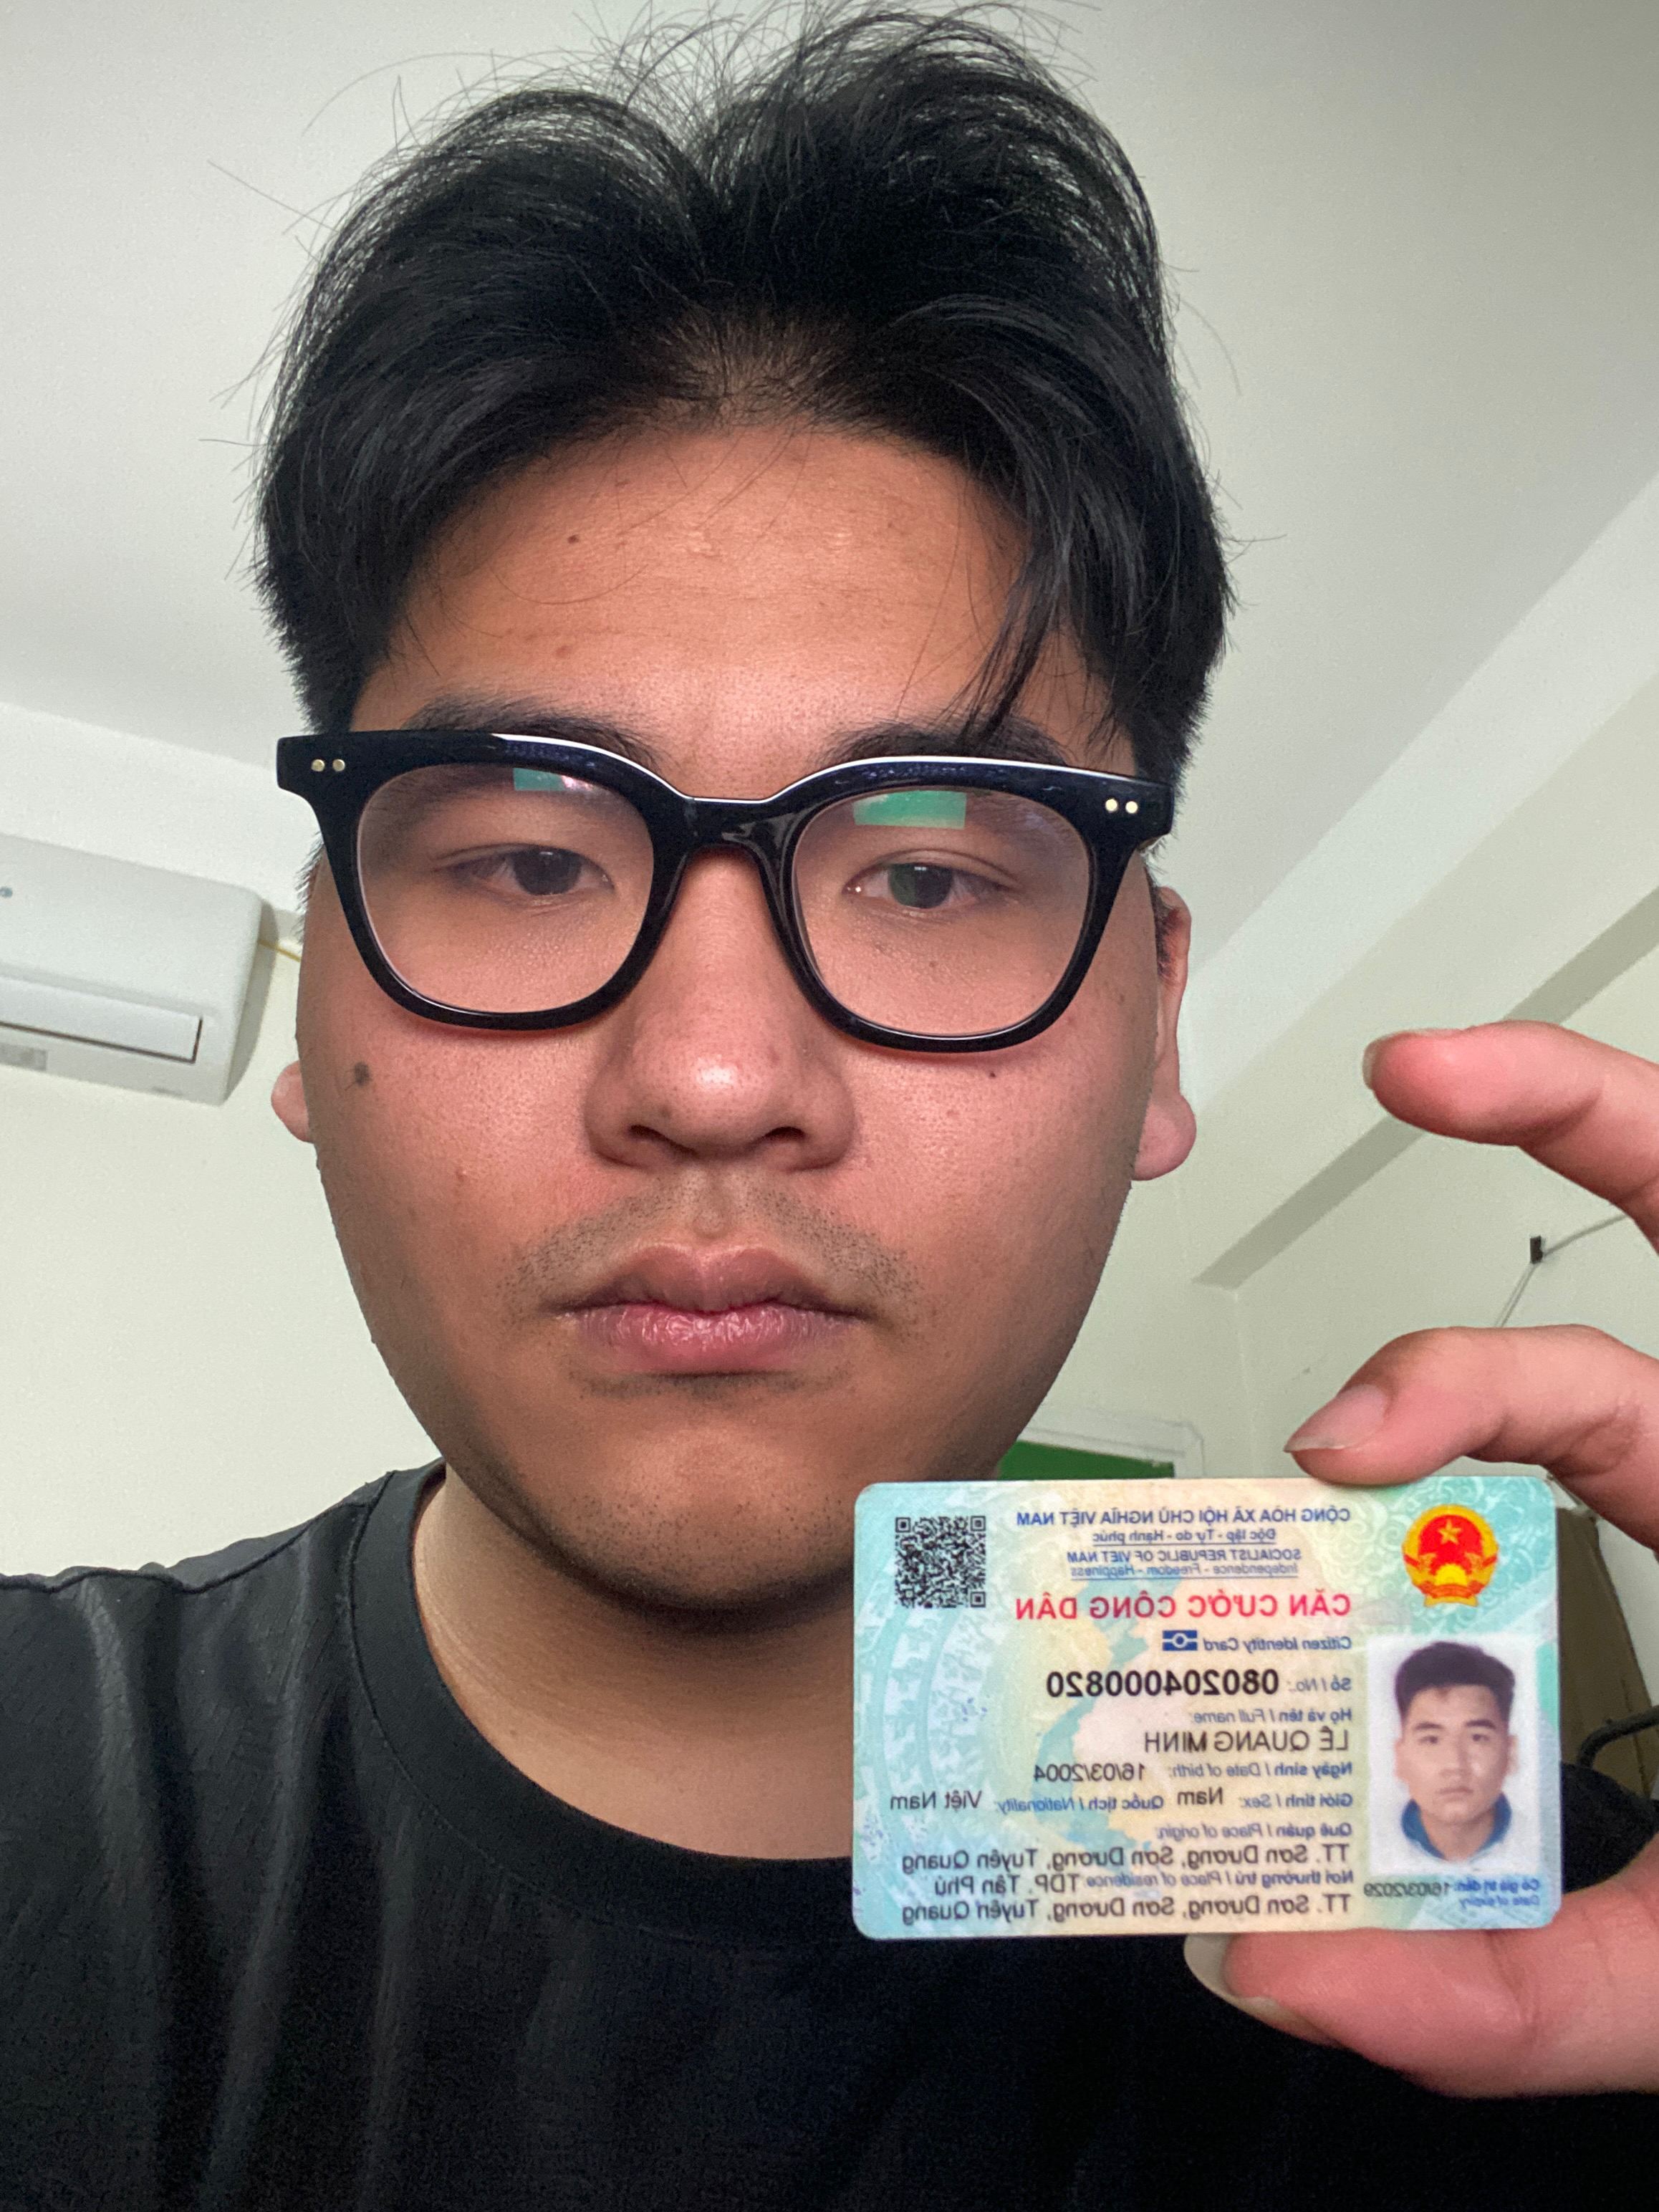 CỘNG HÒA XÃ HỘI CHỦ NGHĨA VIỆT NAM
Độc lập - Tự do - Hạnh phúc
SOCIALIST REPUBLIC OF VIET NAM
Independence - Freedom - Happiness
CĂN CƯỚC CÔNG DÂN
Citizen Identity Card
Số / No.: 080204000820
Họ và tên / Full name:
LÊ QUANG MINH
Ngày sinh / Date of birth: 16/03/2004
Giới tính / Sex: Nam Quốc tịch / Nationality: Việt Nam
Quê quán / Place of origin:
TT. Sơn Dương, Sơn Dương, Tuyên Quang
Nơi thường trú / Place of residence: TDP. Tân Phú
TT. Sơn Dương, Sơn Dương, Tuyên Quang
Có giá trị đến: 16/03/2029
Date of expiry